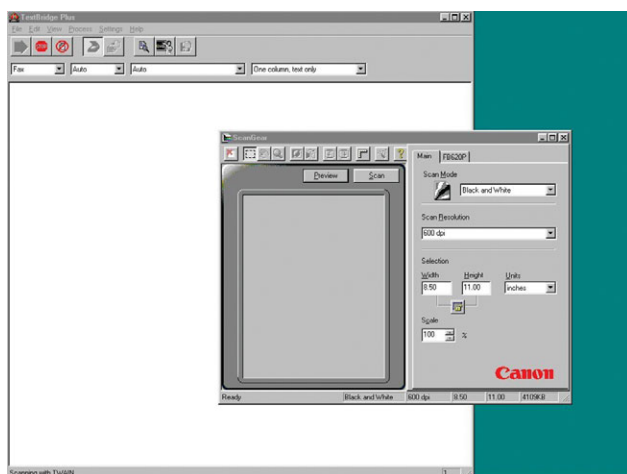 TextBridge Plus
File Edit View Process Settings Help
Fax Auto Auto One column, text only
ScanGear
Main FB620P
Preview Scan
Scan Mode
Black and White
Scan Resolution
600 dpi
Selection
Width Height Units
8.50 11.00 inches
Scale
100 %
Canon
Ready Black and White 600 dpi 8.50 11.00 4109KB
Scanning with TWAIN 1